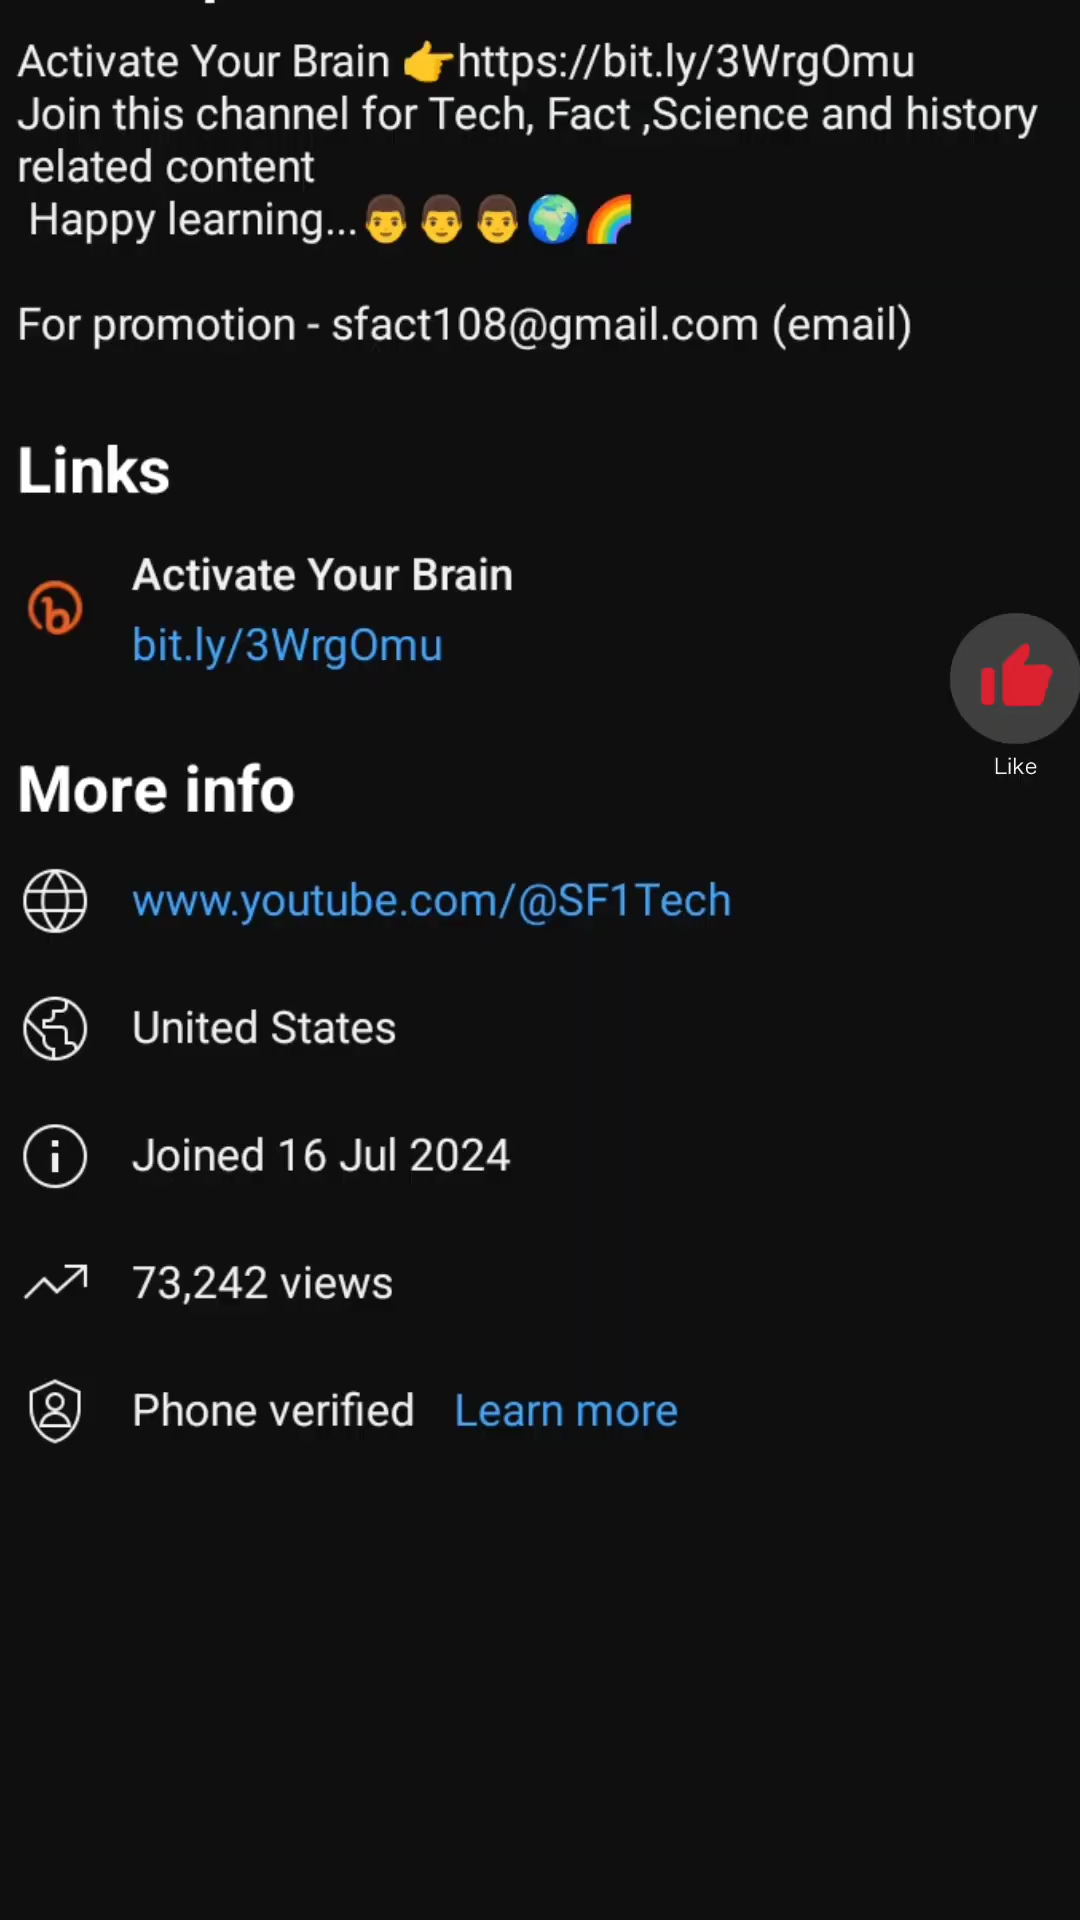 Activate Your Brain 👉https://bit.ly/3WrgOmu
Join this channel for Tech, Fact ,Science and history
related content
Happy learning...👨👨👨🌍🌈
For promotion - sfact108@gmail.com (email)
Links
Activate Your Brain
bit.ly/3WrgOmu
Like
More info
www.youtube.com/@SF1Tech
United States
Joined 16 Jul 2024
73,242 views
Phone verified Learn more